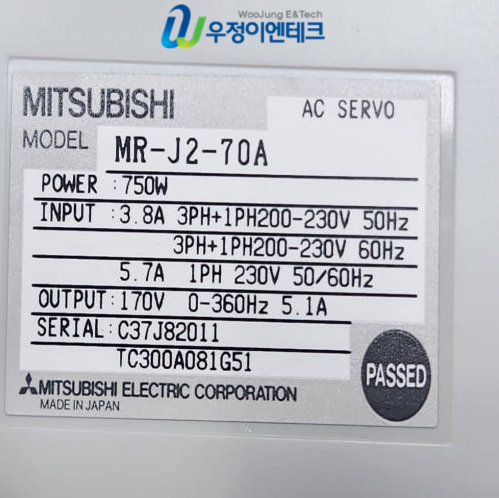 WooJung E&Tech
우정이엔테크
MITSUBISHI
AC SERVO
MODEL MR-J2-70A
POWER :750W
INPUT :3.8A 3PH+1PH200-230V 50Hz
3PH+1PH200-230V 60Hz
5.7A 1PH 230V 50/60Hz
OUTPUT:170V 0-360Hz 5.1A
SERIAL:C37J82011
TC300A081G51
PASSED
MITSUBISHI ELECTRIC CORPORATION
MADE IN JAPAN